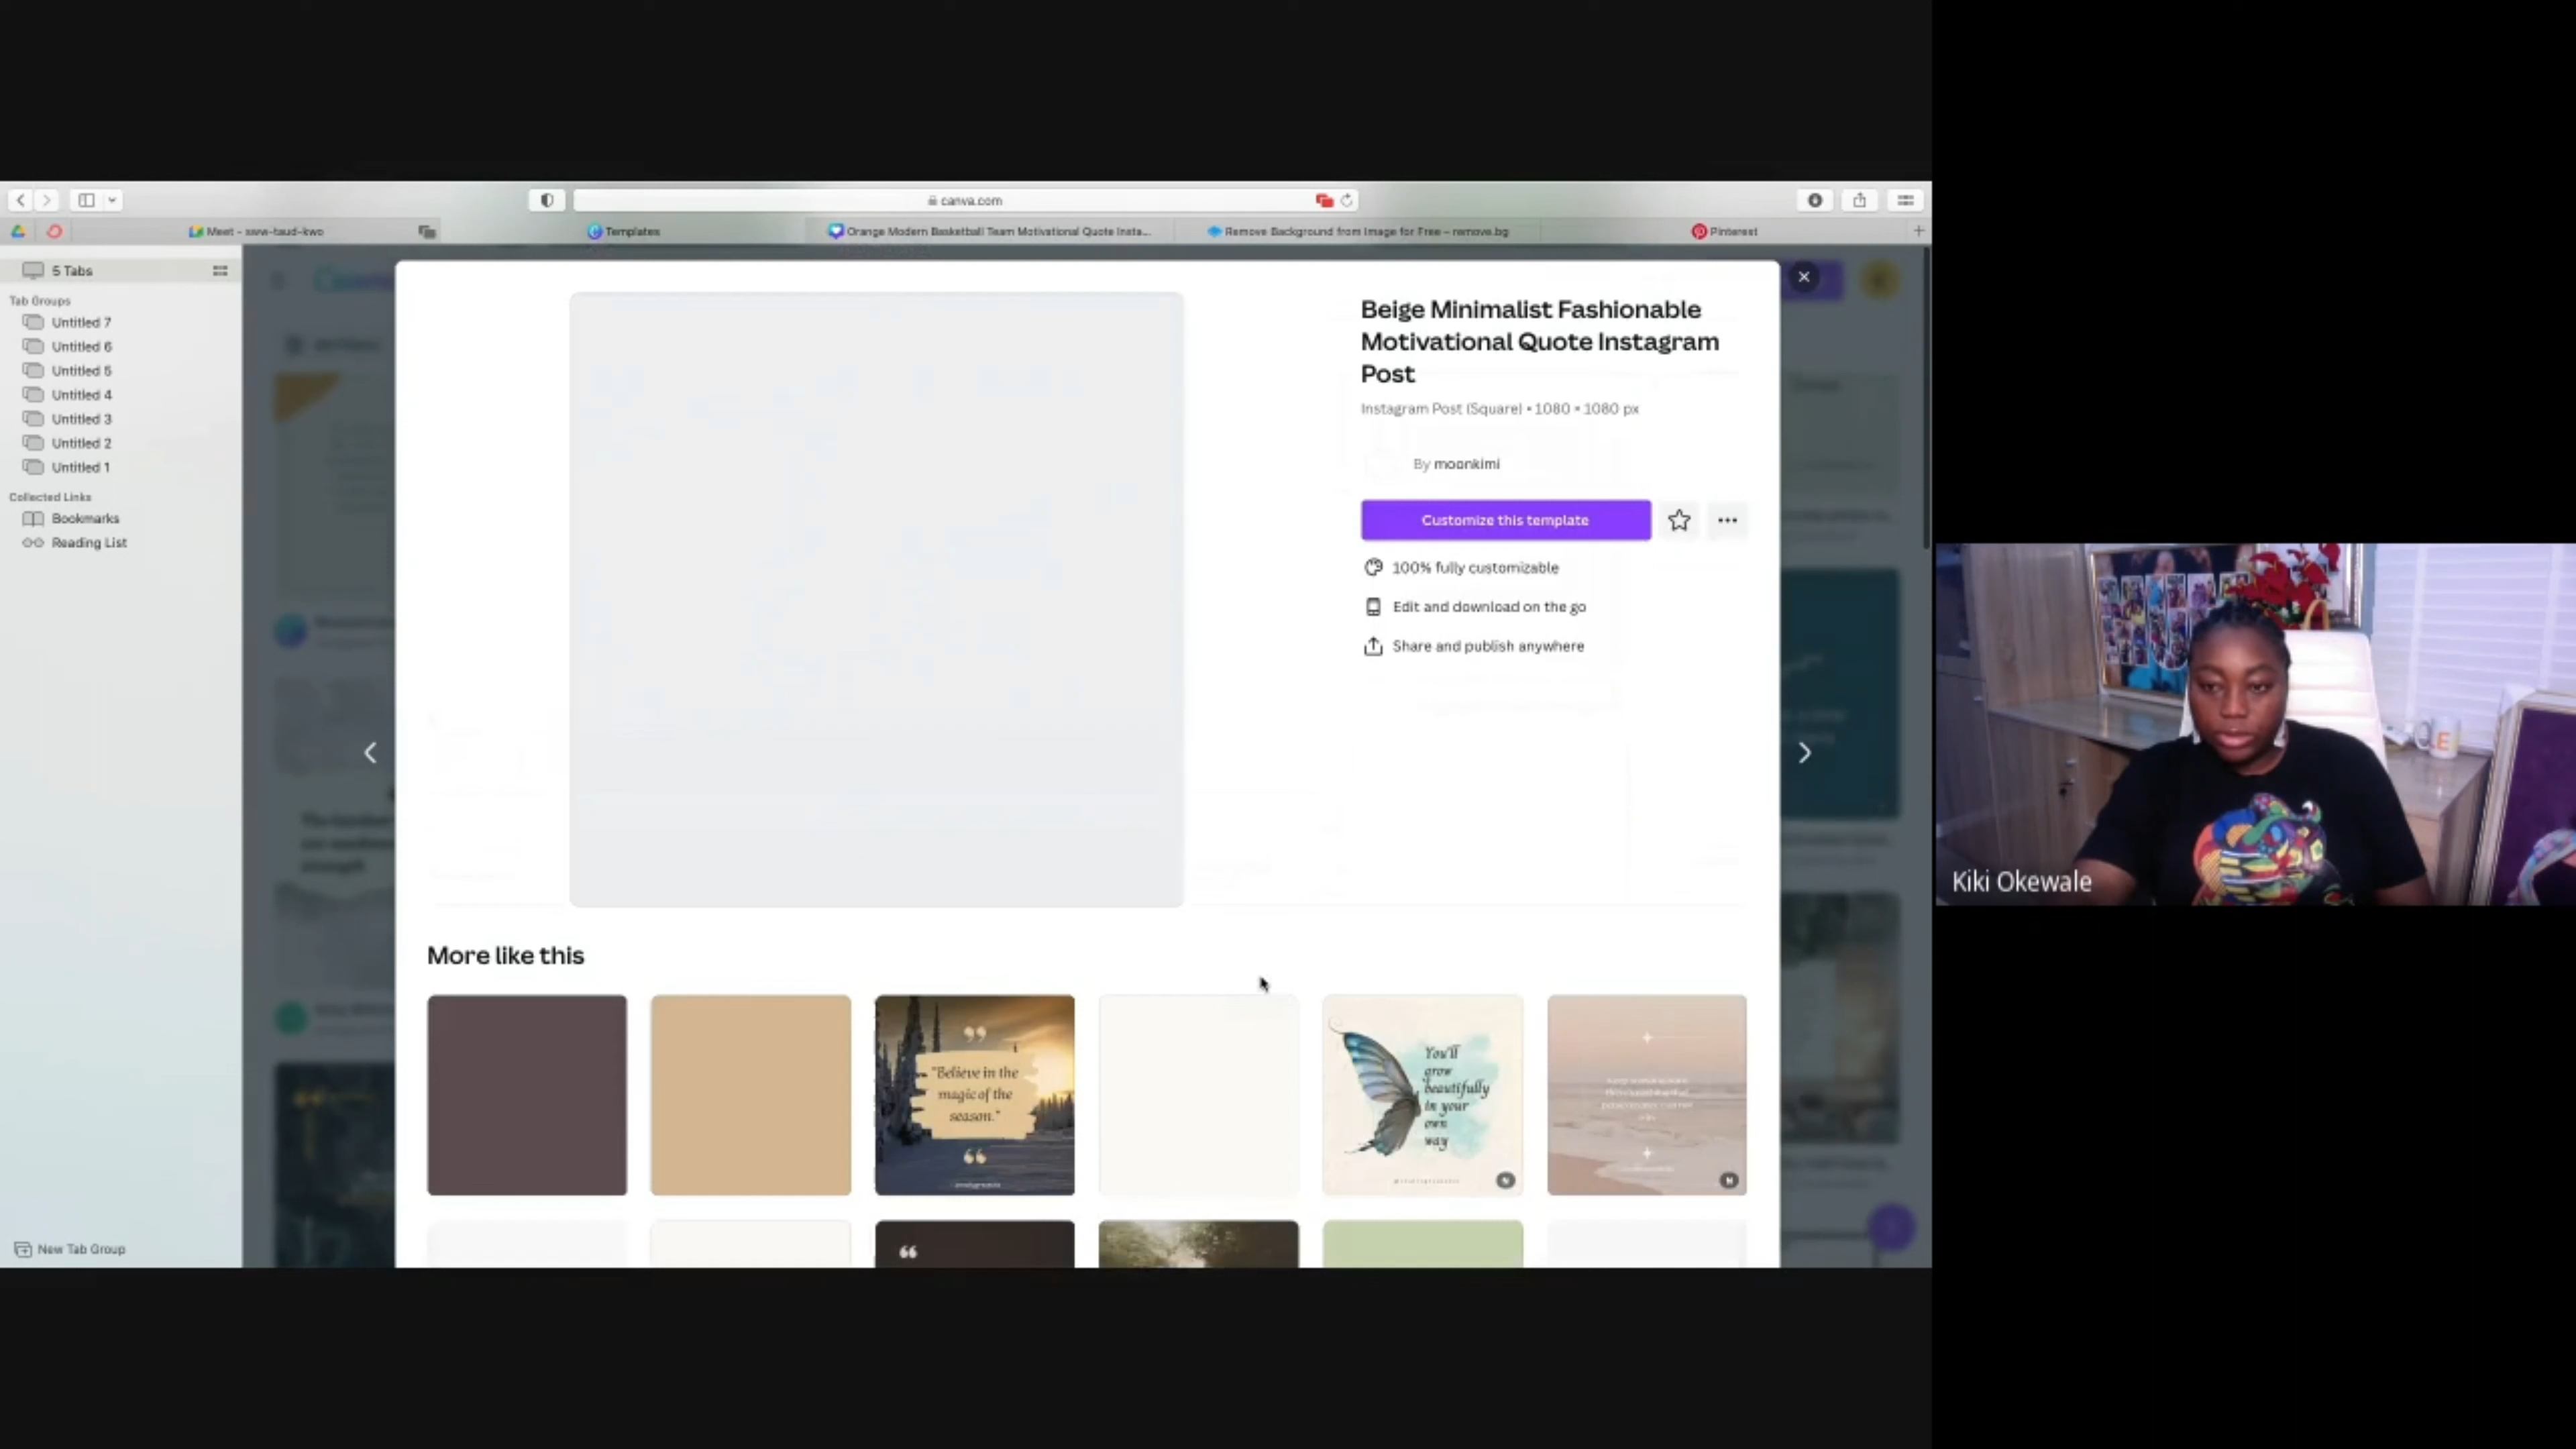 canva.com
Meet - sww-taud-kwo
Templates
Orange Modern Basketball Team Motivational Quote Insta...
Remove Background from Image for Free – remove.bg
Pinterest
5 Tabs
Tab Groups
Untitled 7
Untitled 6
Untitled 5
Untitled 4
Untitled 3
Untitled 2
Untitled 1
Collected Links
Bookmarks
Reading List
New Tab Group
Beige Minimalist Fashionable
Motivational Quote Instagram
Post
Instagram Post (Square) • 1080 × 1080 px
By moonkimi
Customize this template
100% fully customizable
Edit and download on the go
Share and publish anywhere
More like this
"Believe in the
magic of the
season."
You'll
grow
beautifully
in your
own
way
Kiki Okewale